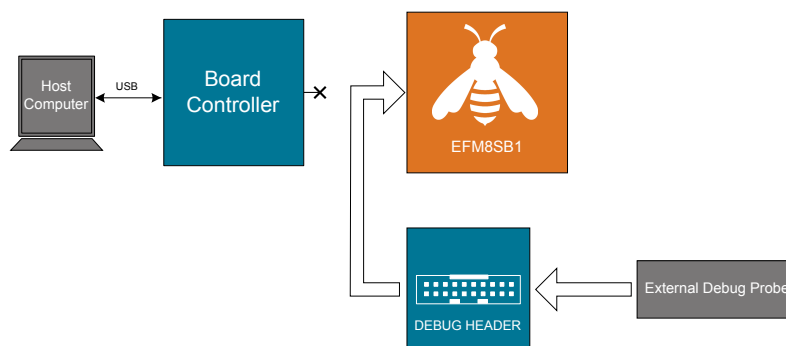 Host
Computer
USB
Board
Controller
EFM8SB1
DEBUG HEADER
External Debug Probe